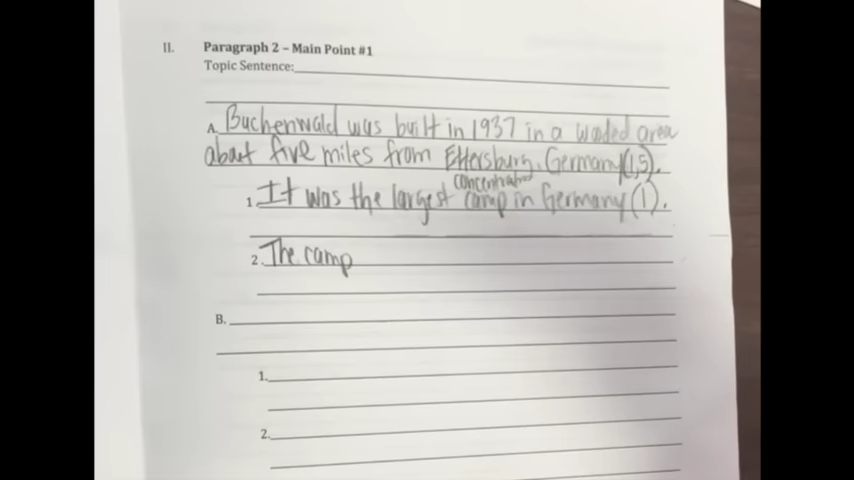 II. Paragraph 2 – Main Point #1
Topic Sentence:
A. Buchenwald was built in 1937 in a wooded area
about five miles from Ettersburg, Germany (1,5).
concentration
1. It was the largest camp in Germany (1).
2. The camp
B.
1.
2.